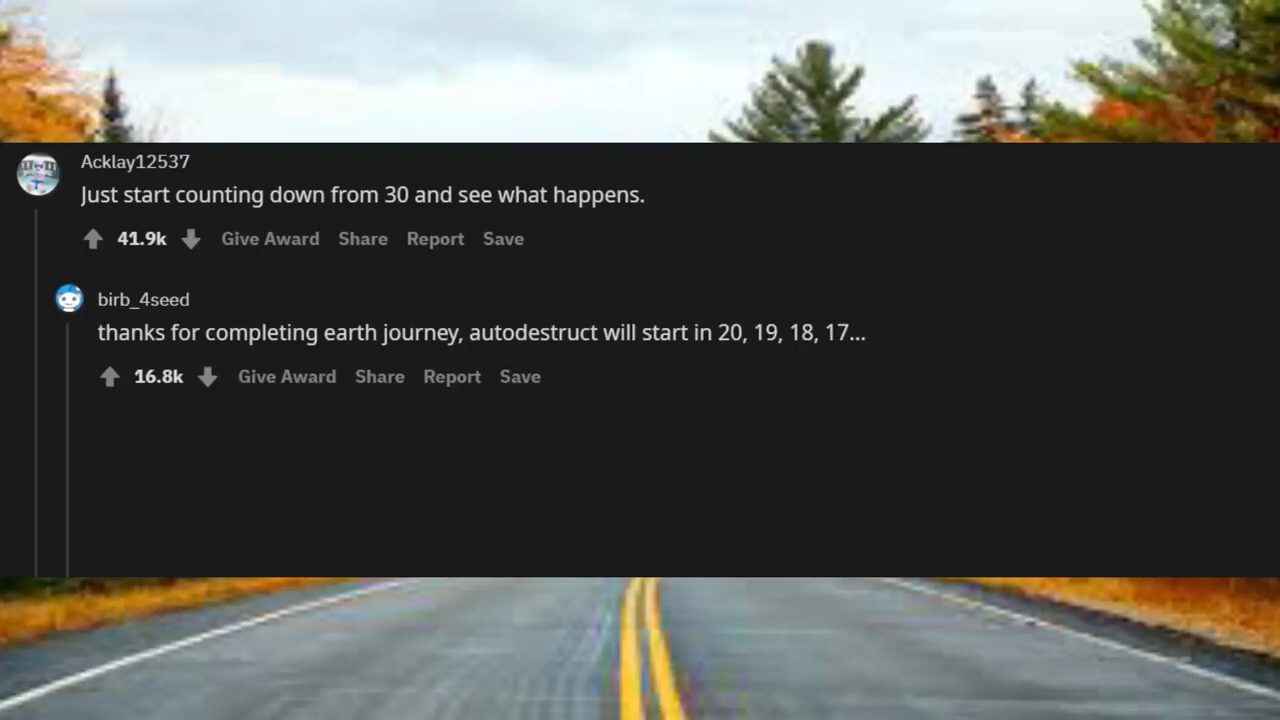 Acklay12537
Just start counting down from 30 and see what happens.
41.9k Give Award Share Report Save
birb_4seed
thanks for completing earth journey, autodestruct will start in 20, 19, 18, 17...
16.8k Give Award Share Report Save